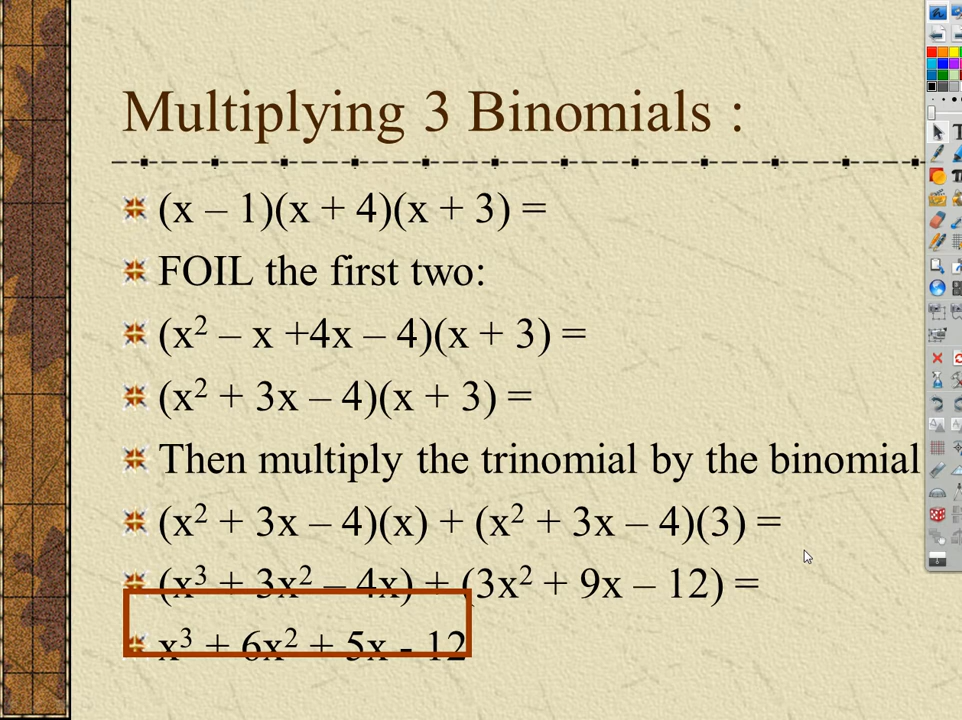 Multiplying 3 Binomials :
(x – 1)(x + 4)(x + 3) =
FOIL the first two:
(x² – x +4x – 4)(x + 3) =
(x² + 3x – 4)(x + 3) =
Then multiply the trinomial by the binomial
(x² + 3x – 4)(x) + (x² + 3x – 4)(3) =
(x³ + 3x² – 4x) + (3x² + 9x – 12) =
x³ + 6x² + 5x - 12